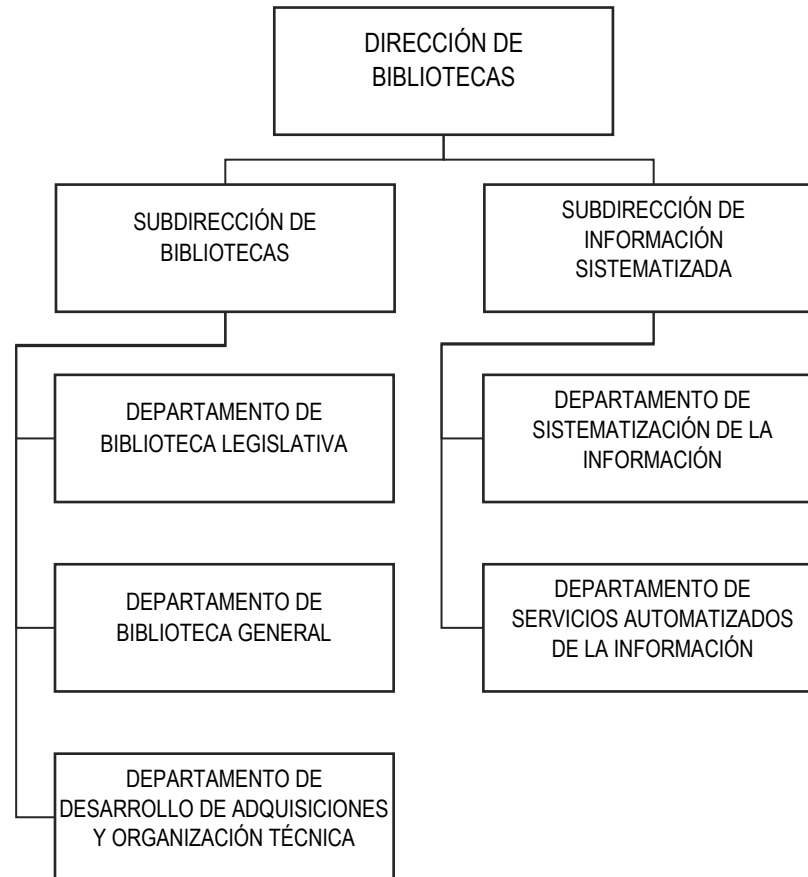 DIRECCIÓN DE
BIBLIOTECAS
SUBDIRECCIÓN DE
BIBLIOTECAS
SUBDIRECCIÓN DE
INFORMACIÓN
SISTEMATIZADA
DEPARTAMENTO DE
BIBLIOTECA LEGISLATIVA
DEPARTAMENTO DE
SISTEMATIZACIÓN DE LA
INFORMACIÓN
DEPARTAMENTO DE
BIBLIOTECA GENERAL
DEPARTAMENTO DE
SERVICIOS AUTOMATIZADOS
DE LA INFORMACIÓN
DEPARTAMENTO DE
DESARROLLO DE ADQUISICIONES
Y ORGANIZACIÓN TÉCNICA